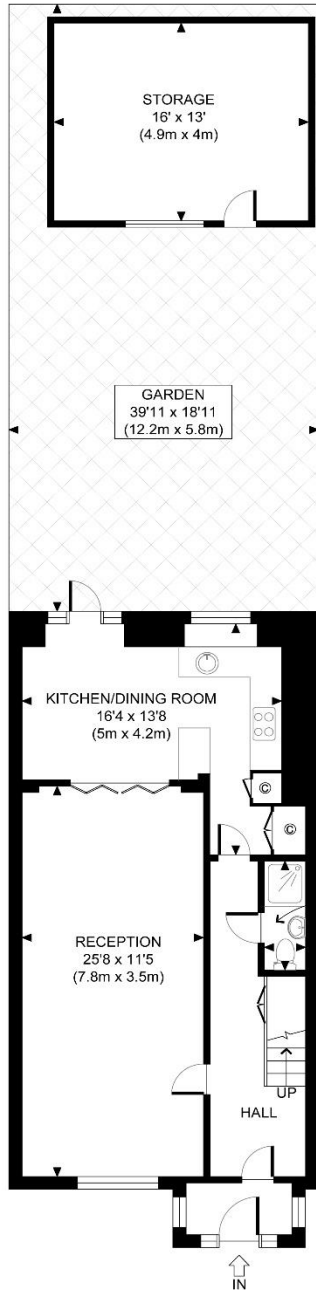 STORAGE
16' x 13'
(4.9m x 4m)
GARDEN
39'11 x 18'11
(12.2m x 5.8m)
KITCHEN/DINING ROOM
16'4 x 13'8
(5m x 4.2m)
C
C
RECEPTION
25'8 x 11'5
(7.8m x 3.5m)
UP
HALL
IN